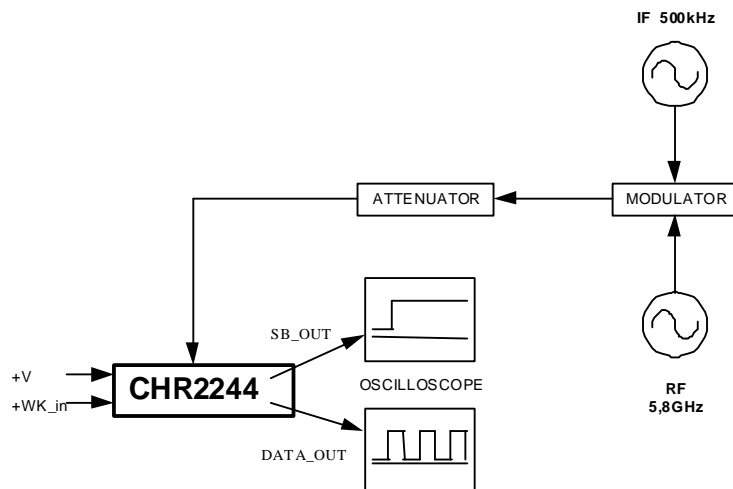 IF 500kHz
ATTENUATOR
MODULATOR
SB_OUT
+V
CHR2244
OSCILLOSCOPE
+WK_in
RF
5,8GHz
DATA_OUT